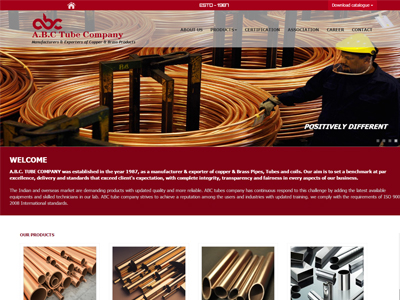 ESTD - 1987
Download catalogue
abc
A.B.C Tube Company
Manufacturers & Exporters of Copper & Brass Products
ABOUT US PRODUCTS CERTIFICATION ASSOCIATION CAREER CONTACT
POSITIVELY DIFFERENT
WELCOME
A.B.C. TUBE COMPANY was established in the year 1987, as a manufacturer & exporter of copper & Brass Pipes, Tubes and coils. Our aim is to set a benchmark at par
excellence, delivery and standards that exceed client's expectation, with complete integrity, transparency and fairness in every aspects of our business.
The Indian and overseas market are demanding products with updated quality and more reliable. ABC tubes company has continuous respond to this challenge by adding the latest available
equipments and skilled technicians in our lab. ABC tube company strives to achieve a reputation among the users and industries with updated training. we comply with the requirements of ISO 900
2008 International standards.
OUR PRODUCTS